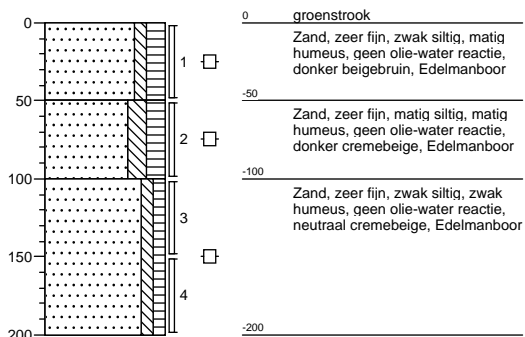 0
50
100
150
200
1
2
3
4
0 groenstrook
Zand, zeer fijn, zwak siltig, matig
humeus, geen olie-water reactie,
donker beigebruin, Edelmanboor
-50
Zand, zeer fijn, matig siltig, matig
humeus, geen olie-water reactie,
donker cremebeige, Edelmanboor
-100
Zand, zeer fijn, zwak siltig, zwak
humeus, geen olie-water reactie,
neutraal cremebeige, Edelmanboor
-200